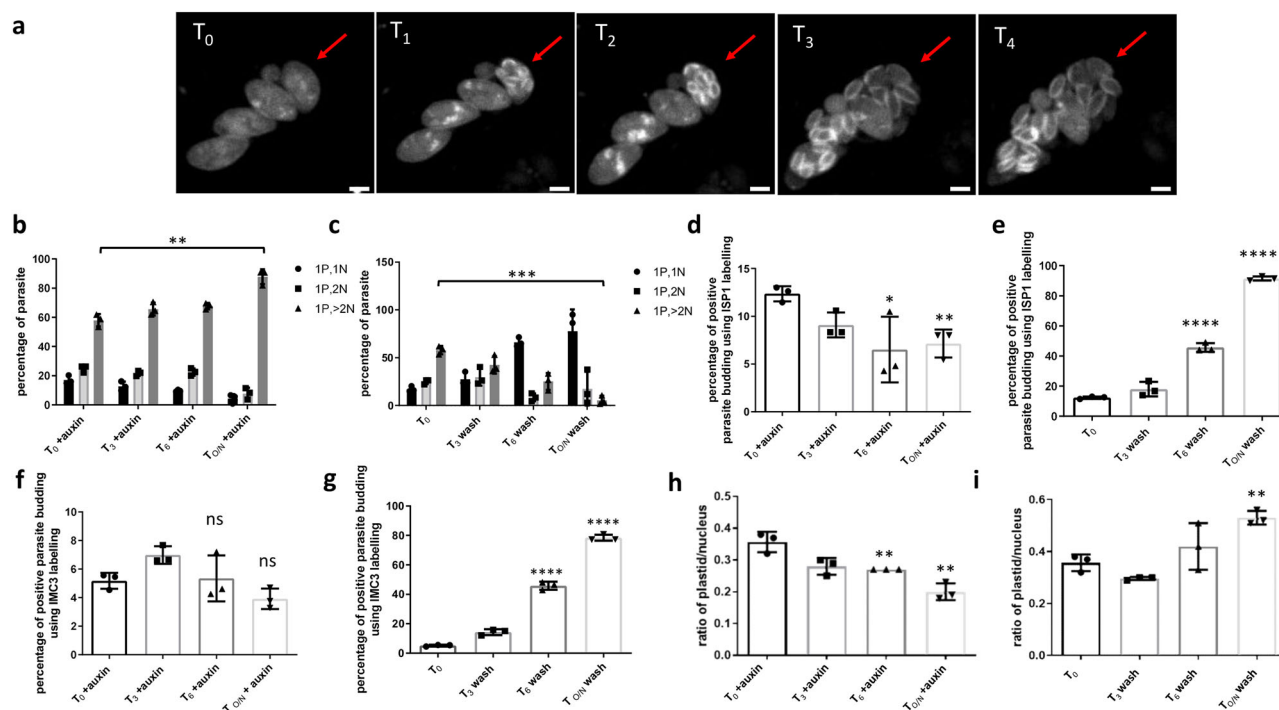 a
T0
T1
T2
T3
T4
b
**
percentage of parasite
100
80
60
40
20
0
1P,1N
1P,2N
1P,>2N
T0 +auxin
T3 +auxin
T6 +auxin
TO/N +auxin
c
***
percentage of parasite
150
100
50
0
1P,1N
1P,2N
1P,>2N
T0
T3 wash
T6 wash
TO/N wash
d
percentage of positive
parasite budding using ISP1 labelling
15
10
5
0
*
**
T0 +auxin
T3 +auxin
T6 +auxin
TO/N +auxin
e
percentage of positive
parasite budding using ISP1 labelling
100
80
60
40
20
0
****
****
T0
T3 wash
T6 wash
TO/N wash
f
percentage of positive parasite budding
using IMC3 labelling
8
6
4
2
0
ns
ns
T0 +auxin
T3 +auxin
T6 +auxin
TO/N + auxin
g
percentage of positive parasite budding
using IMC3 labelling
100
80
60
40
20
0
****
****
T0
T3 wash
T6 wash
TO/N wash
h
ratio of plastid/nucleus
0.5
0.4
0.3
0.2
0.1
0.0
**
**
T0 +auxin
T3 +auxin
T6 +auxin
TO/N +auxin
i
ratio of plastid/nucleus
0.6
0.4
0.2
0.0
**
T0
T3 wash
T6 wash
TO/N wash